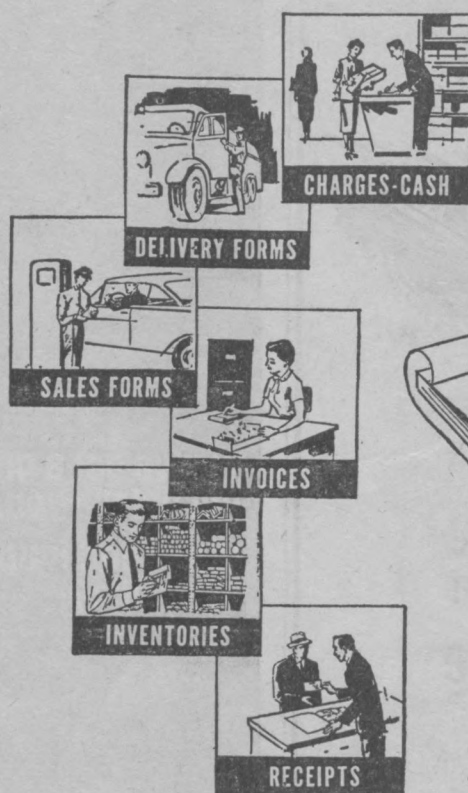 CHARGES-CASH
DELIVERY FORMS
SALES FORMS
INVOICES
INVENTORIES
RECEIPTS